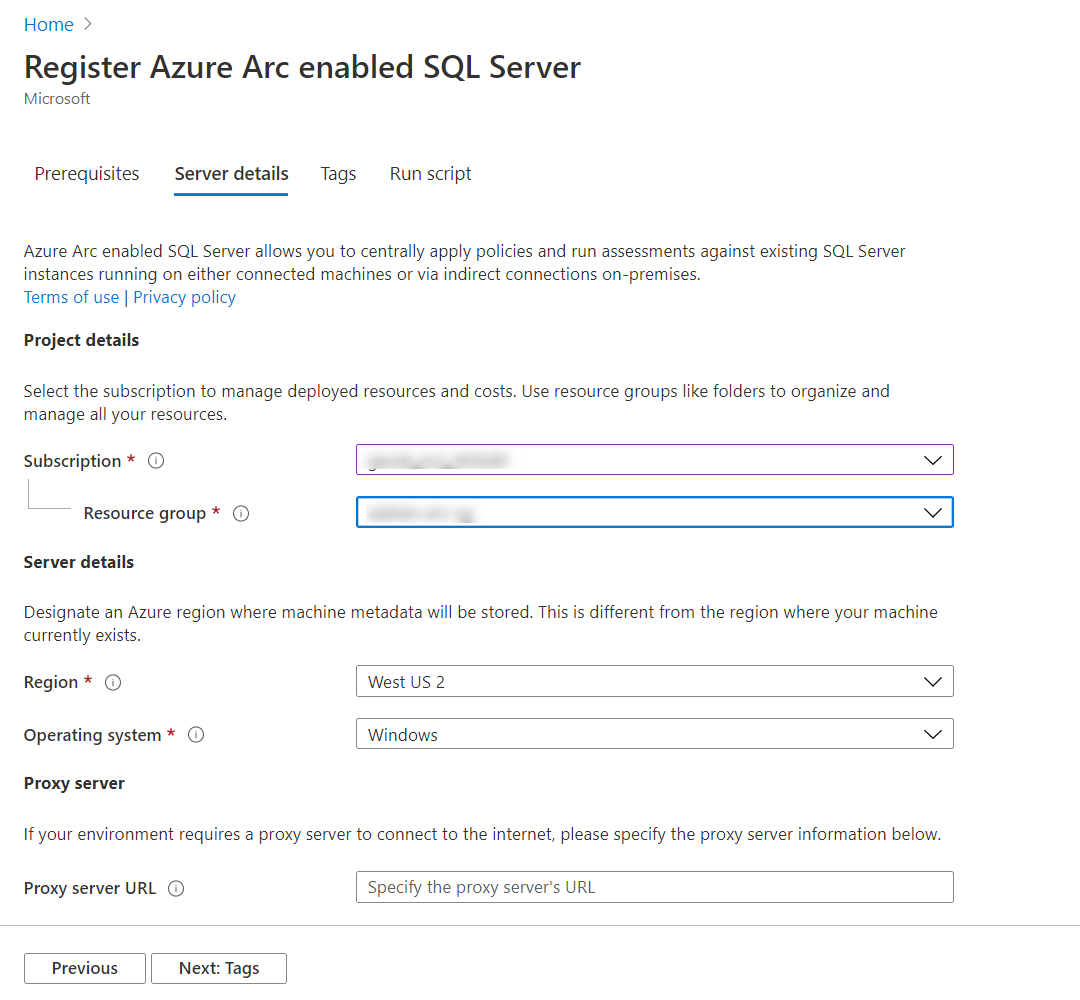 Home
Register Azure Arc enabled SQL Server
Microsoft
Prerequisites Server details Tags Run script
Azure Arc enabled SQL Server allows you to centrally apply policies and run assessments against existing SQL Server
instances running on either connected machines or via indirect connections on-premises.
Terms of use | Privacy policy
Project details
Select the subscription to manage deployed resources and costs. Use resource groups like folders to organize and
manage all your resources.
Subscription *
Resource group *
Server details
Designate an Azure region where machine metadata will be stored. This is different from the region where your machine
currently exists.
Region * West US 2
Operating system * Windows
Proxy server
If your environment requires a proxy server to connect to the internet, please specify the proxy server information below.
Proxy server URL Specify the proxy server's URL
Previous Next: Tags